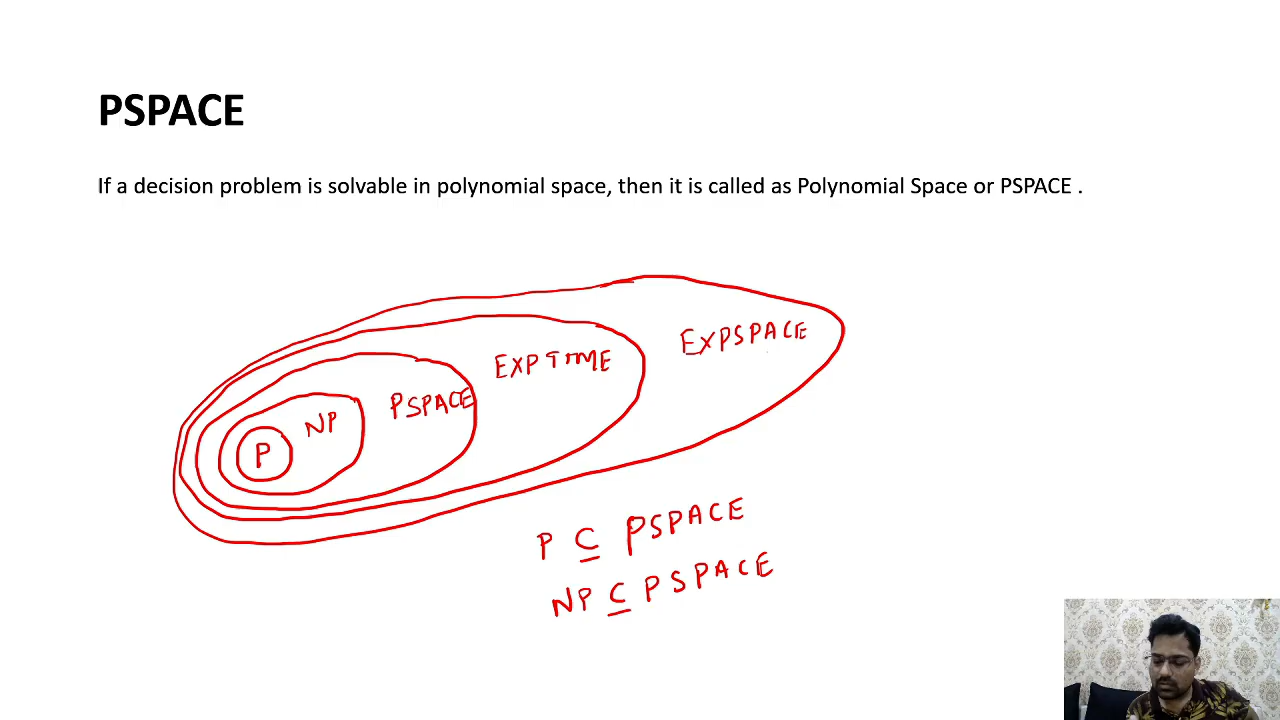 PSPACE
If a decision problem is solvable in polynomial space, then it is called as Polynomial Space or PSPACE .
EXPSPACE
EXPTIME
PSPACE
NP
P
P ⊆ PSPACE
NP ⊆ PSPACE